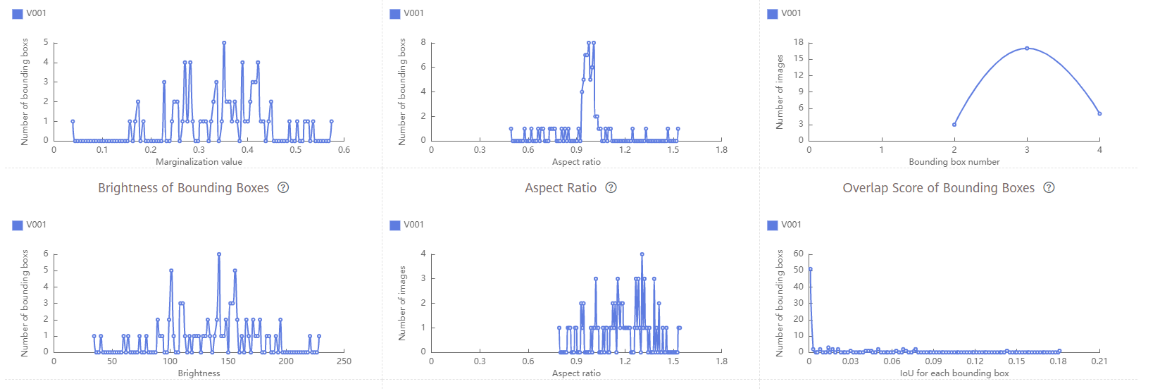 V001 V001 V001
Number of bounding boxs
5
4
3
2
1
0
0 0.1 0.2 0.3 0.4 0.5 0.6
Marginalization value
Number of bounding boxs
8
6
4
2
0
0 0.3 0.6 0.9 1.2 1.5 1.8
Aspect ratio
Number of images
18
15
12
9
6
3
0
0 1 2 3 4
Bounding box number
Brightness of Bounding Boxes ?
Aspect Ratio ?
Overlap Score of Bounding Boxes ?
V001 V001 V001
Number of bounding boxs
6
5
4
3
2
1
0
0 50 100 150 200 250
Brightness
Number of images
4
3
2
1
0
0 0.3 0.6 0.9 1.2 1.5 1.8
Aspect ratio
Number of bounding boxs
60
50
40
30
20
10
0
0 0.03 0.06 0.09 0.12 0.15 0.18 0.21
IoU for each bounding box